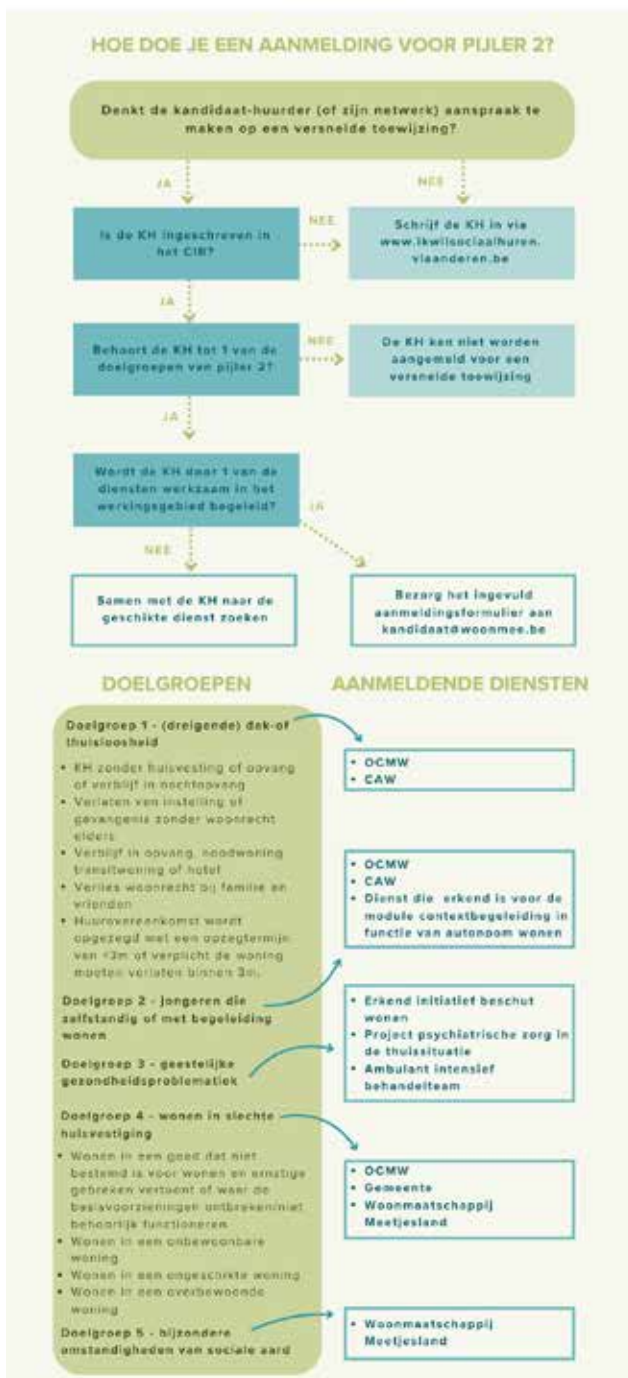 HOE DOE JE EEN AANMELDING VOOR PIJLER 2?
Denkt de kandidaat-huurder (of zijn netwerk) aanspraak te
maken op een versnelde toewijzing?
JA
NEE
Is de KH ingeschreven in
het CIR?
NEE
Schrijf de KH in via
www.ikwilsociaalhuren.
vlaanderen.be
JA
Behoort de KH tot 1 van de
doelgroepen van pijler 2?
NEE
De KH kan niet worden
aangemeld voor een
versnelde toewijzing
JA
Wordt de KH door 1 van de
diensten werkzaam in het
werkingsgebied begeleid?
JA
NEE
Samen met de KH naar de
geschikte dienst zoeken
Bezorg het ingevuld
aanmeldingsformulier aan
kandidaat@woonmee.be
DOELGROEPEN
Doelgroep 1 - (dreigende) dak-of
thuisloosheid
• KH zonder huisvesting of opvang
of verblijf in nachtopvang
• Verlaten van instelling of
gevangenis zonder woonrecht
elders
• Verblijf in opvang, noodwoning
transitwoning of hotel
• Verlies woonrecht bij familie en
vrienden
• Huurovereenkomst wordt
opgezegd met een opzegtermijn
van <3m of verplicht de woning
moeten verlaten binnen 3m.
Doelgroep 2 - jongeren die
zelfstandig of met begeleiding
wonen
Doelgroep 3 - geestelijke
gezondheidsproblematiek
Doelgroep 4 - wonen in slechte
huisvestiging
• Wonen in een goed dat niet
bestemd is voor wonen en ernstige
gebreken vertoont of waar de
basisvoorzieningen ontbreken/niet
behoorlijk functioneren
• Wonen in een onbewoonbare
woning
• Wonen in een ongeschikte woning
• Wonen in een overbewoonde
woning
Doelgroep 5 - bijzondere
omstandigheden van sociale aard
AANMELDENDE DIENSTEN
• OCMW
• CAW
• OCMW
• CAW
• Dienst die erkend is voor de
module contextbegeleiding in
functie van autonoom wonen
• Erkend initiatief beschut
wonen
• Project psychiatrische zorg in
de thuissituatie
• Ambulant intensief
behandelteam
• OCMW
• Gemeente
• Woonmaatschappij
Meetjesland
• Woonmaatschappij
Meetjesland